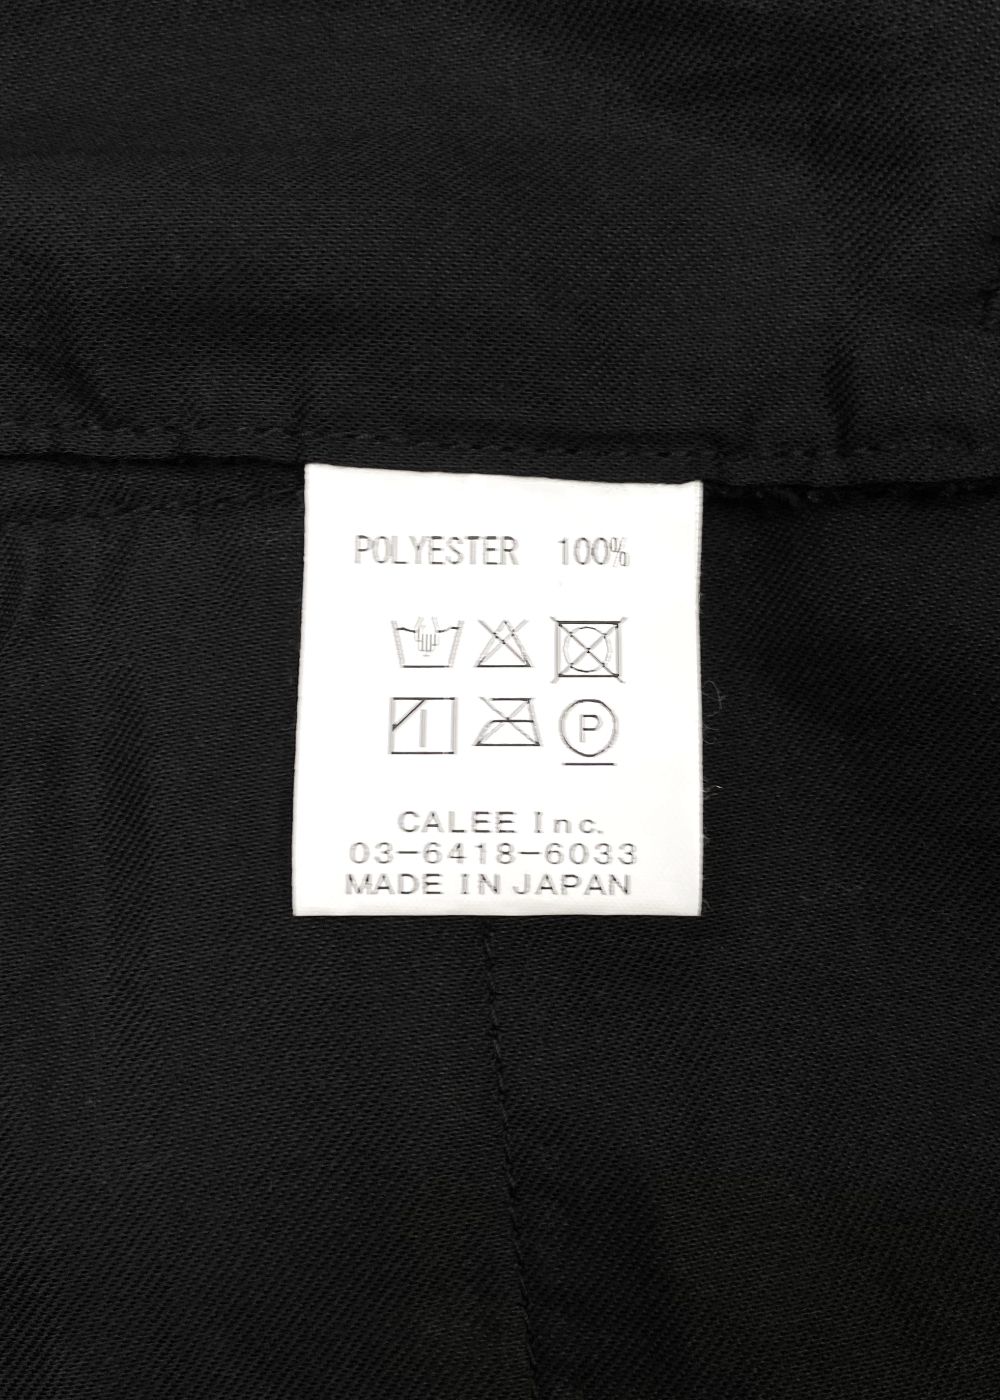 POLYESTER 100%
P
CALEE Inc.
03-6418-6033
MADE IN JAPAN